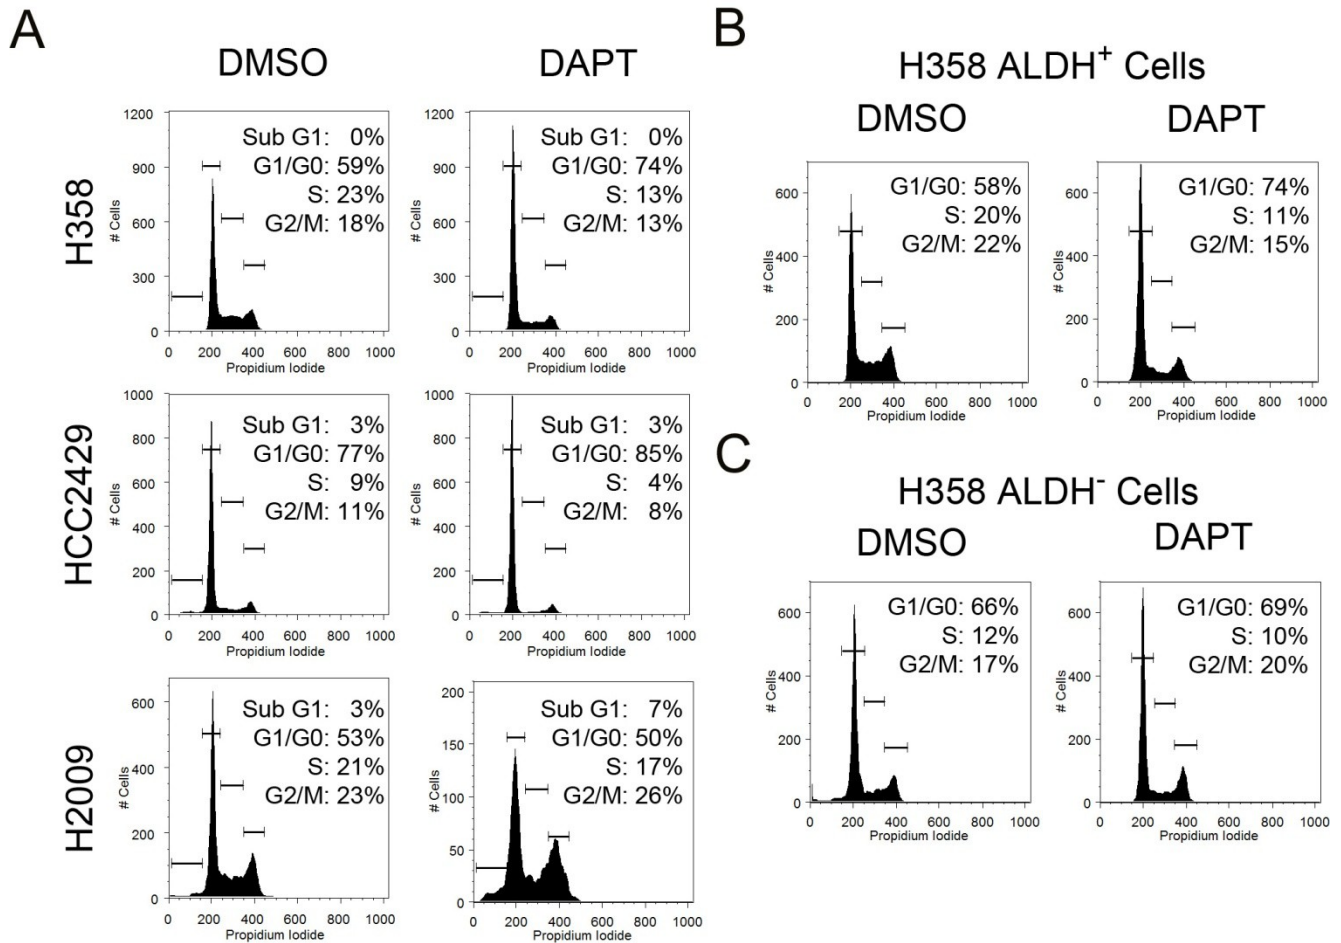 A
DMSO
DAPT
H358
# Cells
1200
900
600
300
0
Sub G1: 0%
G1/G0: 59%
S: 23%
G2/M: 18%
0 200 400 600 800 1000
Propidium Iodide
# Cells
1200
900
600
300
0
Sub G1: 0%
G1/G0: 74%
S: 13%
G2/M: 13%
0 200 400 600 800 1000
Propidium Iodide
HCC2429
# Cells
1000
800
600
400
200
0
Sub G1: 3%
G1/G0: 77%
S: 9%
G2/M: 11%
0 200 400 600 800 1000
Propidium Iodide
# Cells
1000
800
600
400
200
0
Sub G1: 3%
G1/G0: 85%
S: 4%
G2/M: 8%
0 200 400 600 800 1000
Propidium Iodide
H2009
# Cells
600
400
200
0
Sub G1: 3%
G1/G0: 53%
S: 21%
G2/M: 23%
0 200 400 600 800 1000
Propidium Iodide
# Cells
200
150
100
50
0
Sub G1: 7%
G1/G0: 50%
S: 17%
G2/M: 26%
0 200 400 600 800 1000
Propidium Iodide
B
H358 ALDH⁺ Cells
DMSO
DAPT
# Cells
600
400
200
0
G1/G0: 58%
S: 20%
G2/M: 22%
0 200 400 600 800 1000
Propidium Iodide
# Cells
600
400
200
0
G1/G0: 74%
S: 11%
G2/M: 15%
0 200 400 600 800 1000
Propidium Iodide
C
H358 ALDH⁻ Cells
DMSO
DAPT
# Cells
600
400
200
0
G1/G0: 66%
S: 12%
G2/M: 17%
0 200 400 600 800 1000
Propidium Iodide
# Cells
600
400
200
0
G1/G0: 69%
S: 10%
G2/M: 20%
0 200 400 600 800 1000
Propidium Iodide